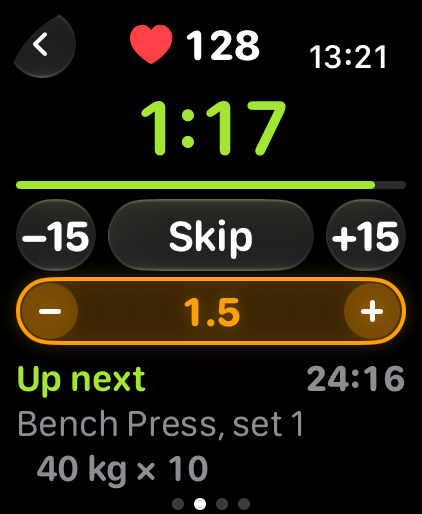 128
13:21
1:17
–15 Skip +15
– 1.5 +
Up next 24:16
Bench Press, set 1
40 kg × 10